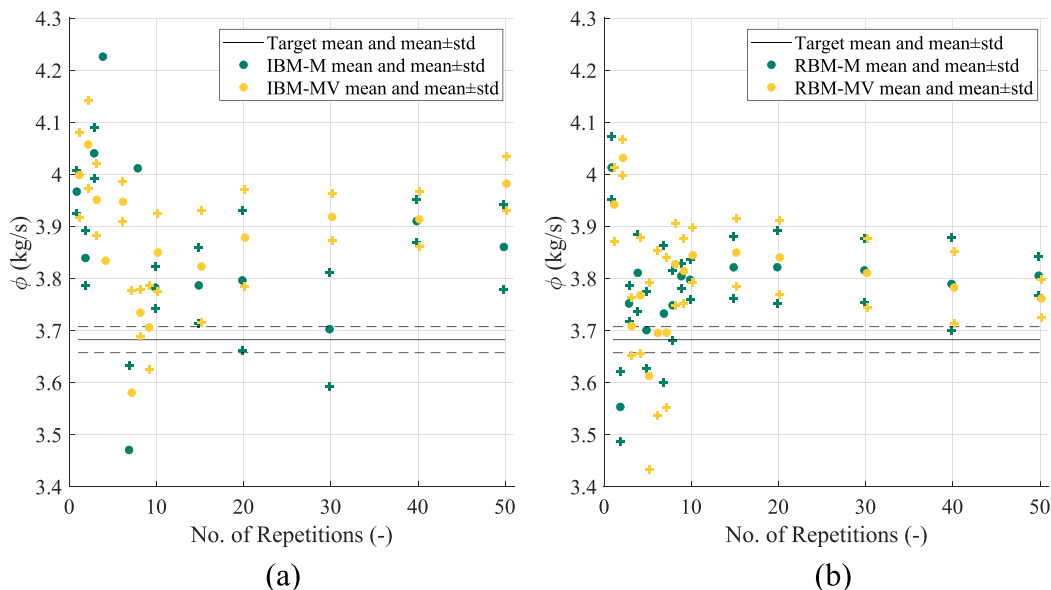 4.3
4.2
4.1
4
3.9
3.8
3.7
3.6
3.5
3.4
ϕ (kg/s)
0 10 20 30 40 50
No. of Repetitions (-)
Target mean and mean±std
IBM-M mean and mean±std
IBM-MV mean and mean±std
(a)
4.3
4.2
4.1
4
3.9
3.8
3.7
3.6
3.5
3.4
ϕ (kg/s)
0 10 20 30 40 50
No. of Repetitions (-)
Target mean and mean±std
RBM-M mean and mean±std
RBM-MV mean and mean±std
(b)